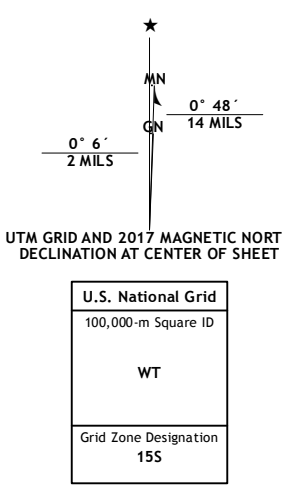 MN
0° 48´
14 MILS
GN
0° 6´
2 MILS
UTM GRID AND 2017 MAGNETIC NORT
DECLINATION AT CENTER OF SHEET
U.S. National Grid
100,000-m Square ID
WT
Grid Zone Designation
15S